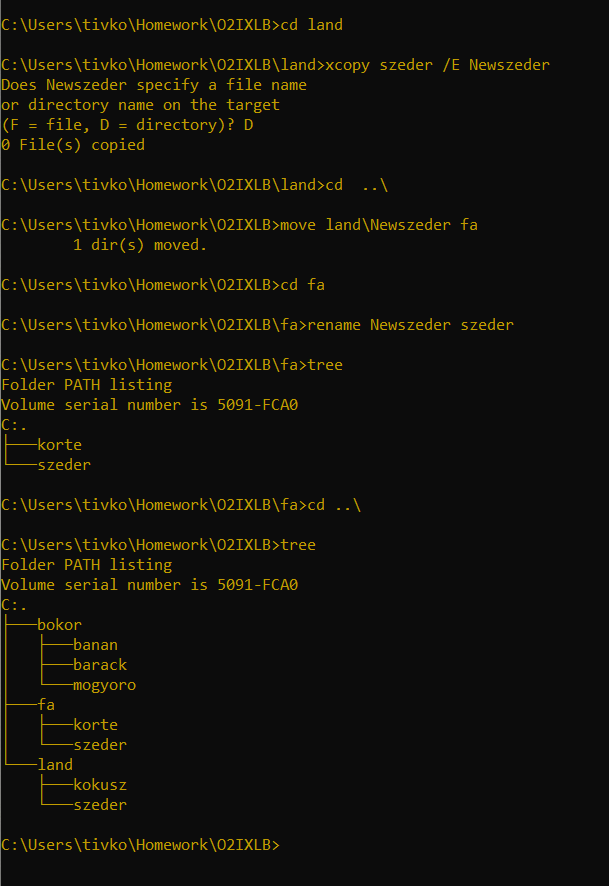 C:\Users\tivko\Homework\O2IXLB>cd land
C:\Users\tivko\Homework\O2IXLB\land>xcopy szeder /E Newszeder
Does Newszeder specify a file name
or directory name on the target
(F = file, D = directory)? D
0 File(s) copied
C:\Users\tivko\Homework\O2IXLB\land>cd  ..\
C:\Users\tivko\Homework\O2IXLB>move land\Newszeder fa
        1 dir(s) moved.
C:\Users\tivko\Homework\O2IXLB>cd fa
C:\Users\tivko\Homework\O2IXLB\fa>rename Newszeder szeder
C:\Users\tivko\Homework\O2IXLB\fa>tree
Folder PATH listing
Volume serial number is 5091-FCA0
C:.
├───korte
└───szeder
C:\Users\tivko\Homework\O2IXLB\fa>cd ..\
C:\Users\tivko\Homework\O2IXLB>tree
Folder PATH listing
Volume serial number is 5091-FCA0
C:.
├───bokor
│   ├───banan
│   ├───barack
│   └───mogyoro
├───fa
│   ├───korte
│   └───szeder
└───land
    ├───kokusz
    └───szeder
C:\Users\tivko\Homework\O2IXLB>